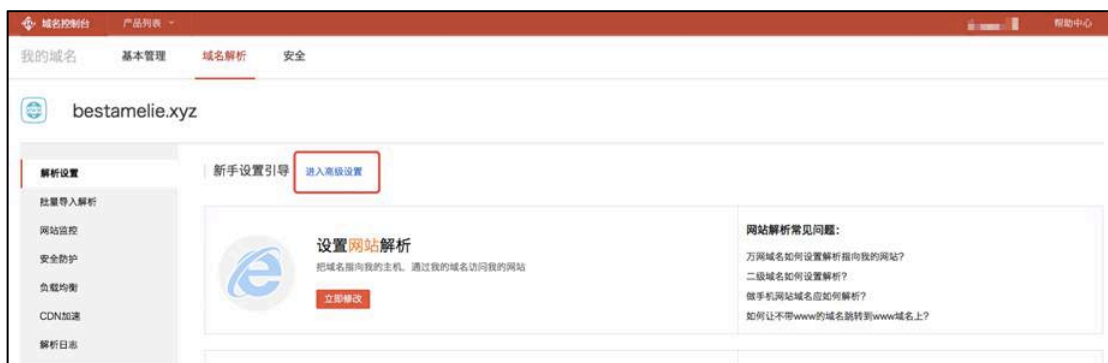 域名控制台 产品列表 帮助中心
我的域名 基本管理 域名解析 安全
bestamelie.xyz
解析设置
批量导入解析
网站监控
安全防护
负载均衡
CDN加速
解析日志
新手设置引导 进入高级设置
设置网站解析
把域名指向我的主机，通过我的域名访问我的网站
立即修改
网站解析常见问题：
万网域名如何设置解析指向我的网站？
二级域名如何设置解析？
做手机网站域名应如何解析？
如何让不带www的域名跳转到www域名上？